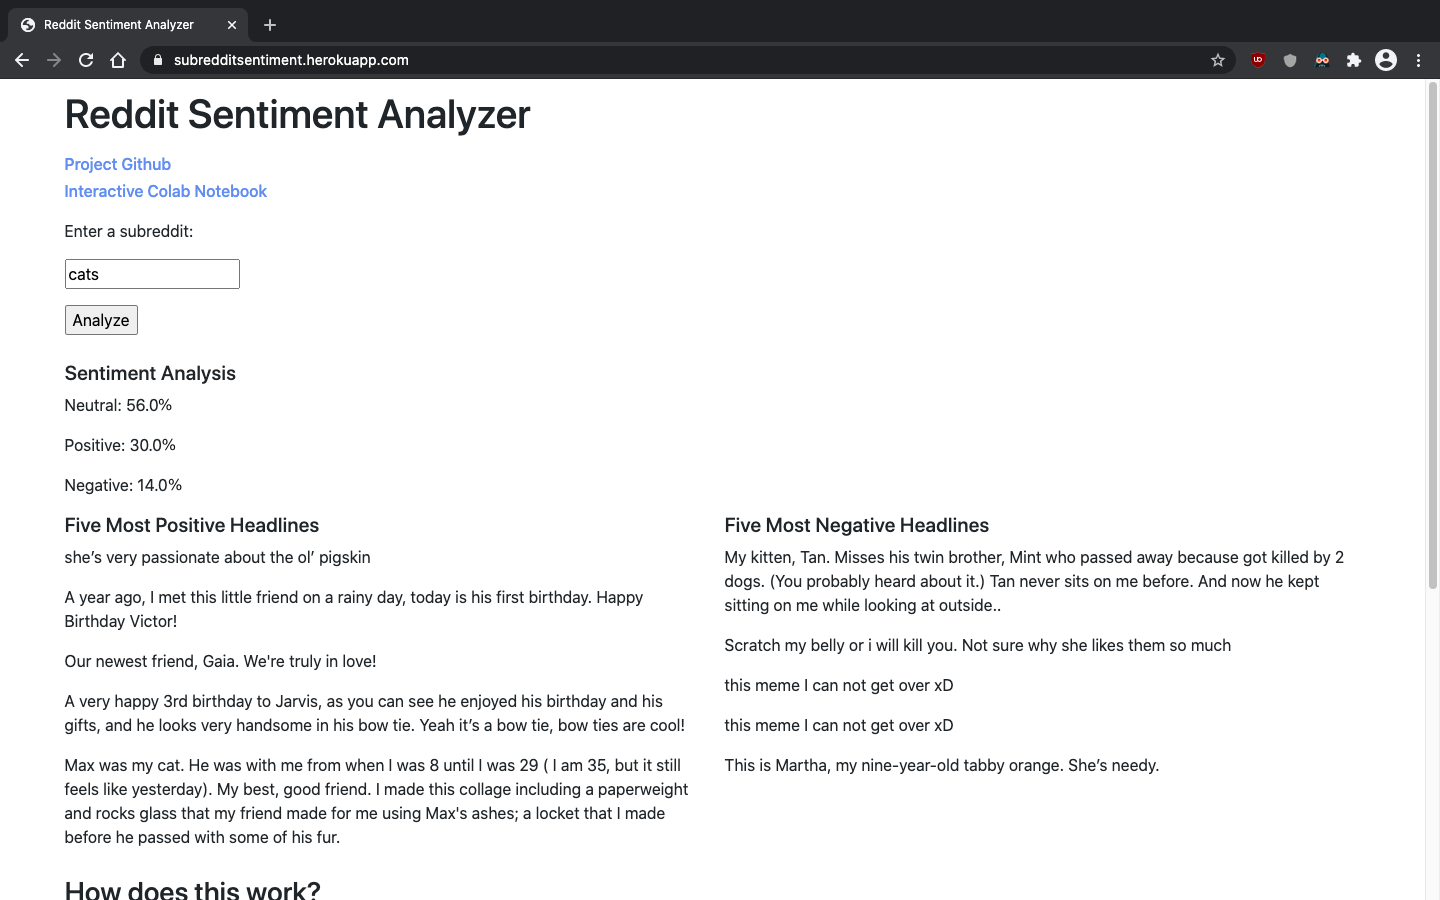 Reddit Sentiment Analyzer
subredditsentiment.herokuapp.com
Reddit Sentiment Analyzer
Project Github
Interactive Colab Notebook
Enter a subreddit:
cats
Analyze
Sentiment Analysis
Neutral: 56.0%
Positive: 30.0%
Negative: 14.0%
Five Most Positive Headlines
she’s very passionate about the ol’ pigskin
A year ago, I met this little friend on a rainy day, today is his first birthday. Happy
Birthday Victor!
Our newest friend, Gaia. We're truly in love!
A very happy 3rd birthday to Jarvis, as you can see he enjoyed his birthday and his
gifts, and he looks very handsome in his bow tie. Yeah it’s a bow tie, bow ties are cool!
Max was my cat. He was with me from when I was 8 until I was 29 ( I am 35, but it still
feels like yesterday). My best, good friend. I made this collage including a paperweight
and rocks glass that my friend made for me using Max's ashes; a locket that I made
before he passed with some of his fur.
Five Most Negative Headlines
My kitten, Tan. Misses his twin brother, Mint who passed away because got killed by 2
dogs. (You probably heard about it.) Tan never sits on me before. And now he kept
sitting on me while looking at outside..
Scratch my belly or i will kill you. Not sure why she likes them so much
this meme I can not get over xD
this meme I can not get over xD
This is Martha, my nine-year-old tabby orange. She’s needy.
How does this work?